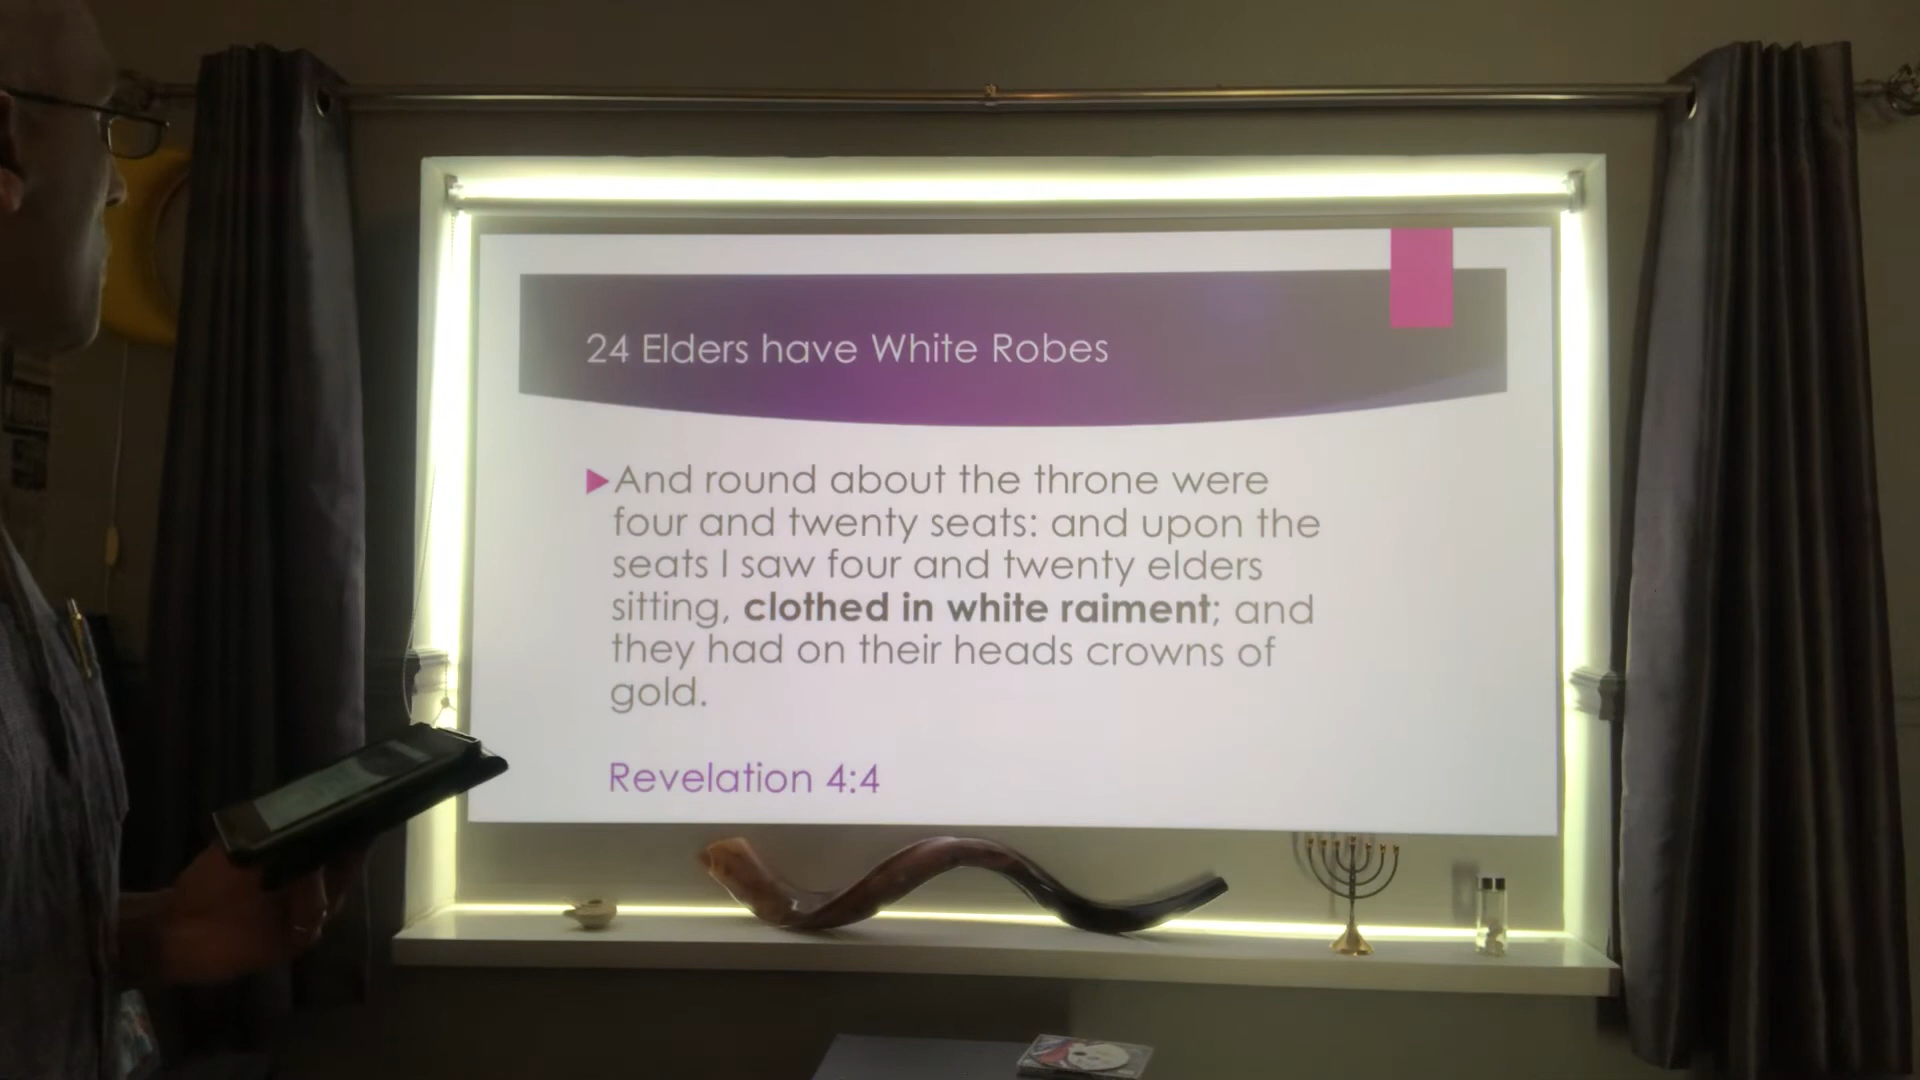 24 Elders have White Robes
And round about the throne were
four and twenty seats: and upon the
seats I saw four and twenty elders
sitting, clothed in white raiment; and
they had on their heads crowns of
gold.
Revelation 4:4